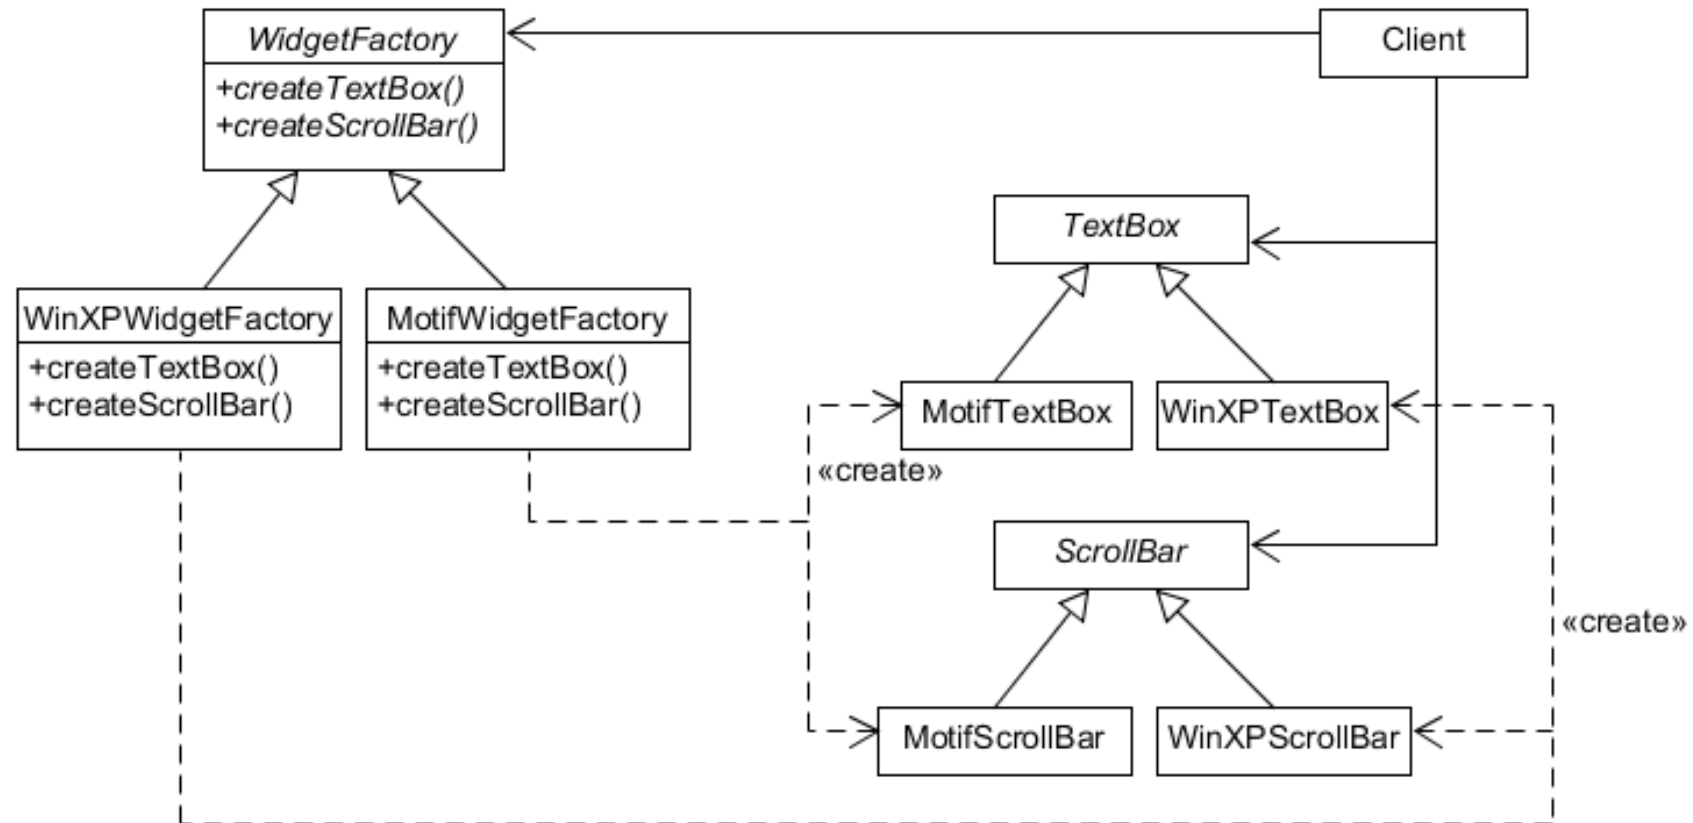 WidgetFactory
+createTextBox()
+createScrollBar()
Client
TextBox
WinXPWidgetFactory
+createTextBox()
+createScrollBar()
MotifWidgetFactory
+createTextBox()
+createScrollBar()
MotifTextBox
WinXPTextBox
«create»
ScrollBar
«create»
MotifScrollBar
WinXPScrollBar